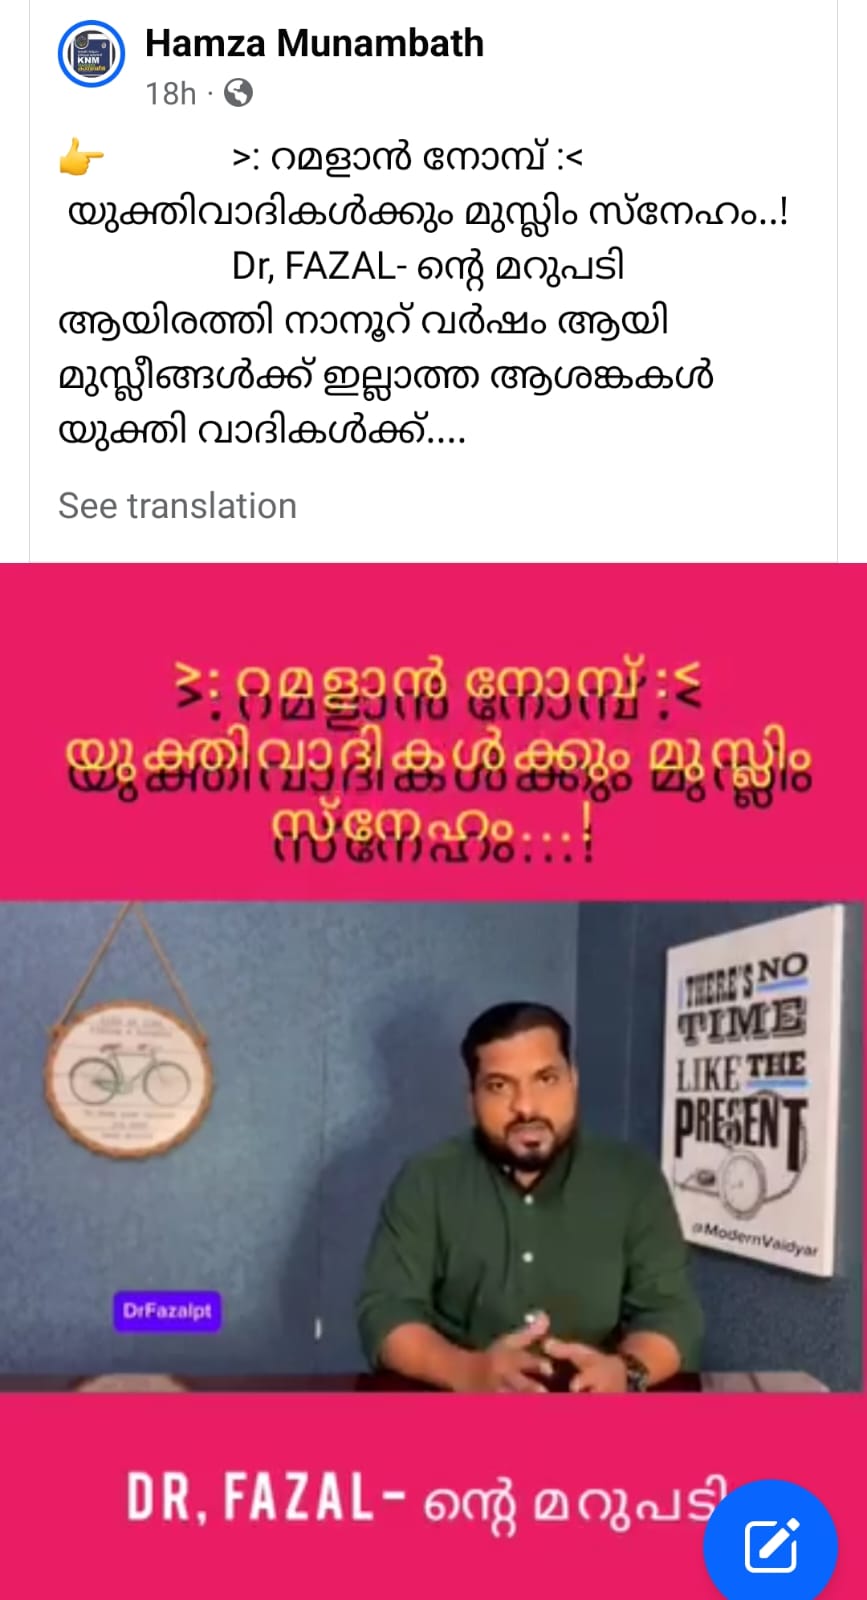 Hamza Munambath
18h ·
KNM
👉 >: റമളാൻ നോമ്പ് :<
യുക്തിവാദികൾക്കും മുസ്ലിം സ്നേഹം..!
Dr, FAZAL- ന്റെ മറുപടി
ആയിരത്തി നാനൂറ് വർഷം ആയി
മുസ്ലീങ്ങൾക്ക് ഇല്ലാത്ത ആശങ്കകൾ
യുക്തി വാദികൾക്ക്....
See translation
>: റമളാൻ നോമ്പ് :<
യുക്തിവാദികൾക്കും മുസ്ലിം
സ്നേഹം...!
THERE'S NO
TIME
LIKE THE
PRESENT
@ModernVaidyar
DrFazalpt
DR, FAZAL- ന്റെ മറുപടി